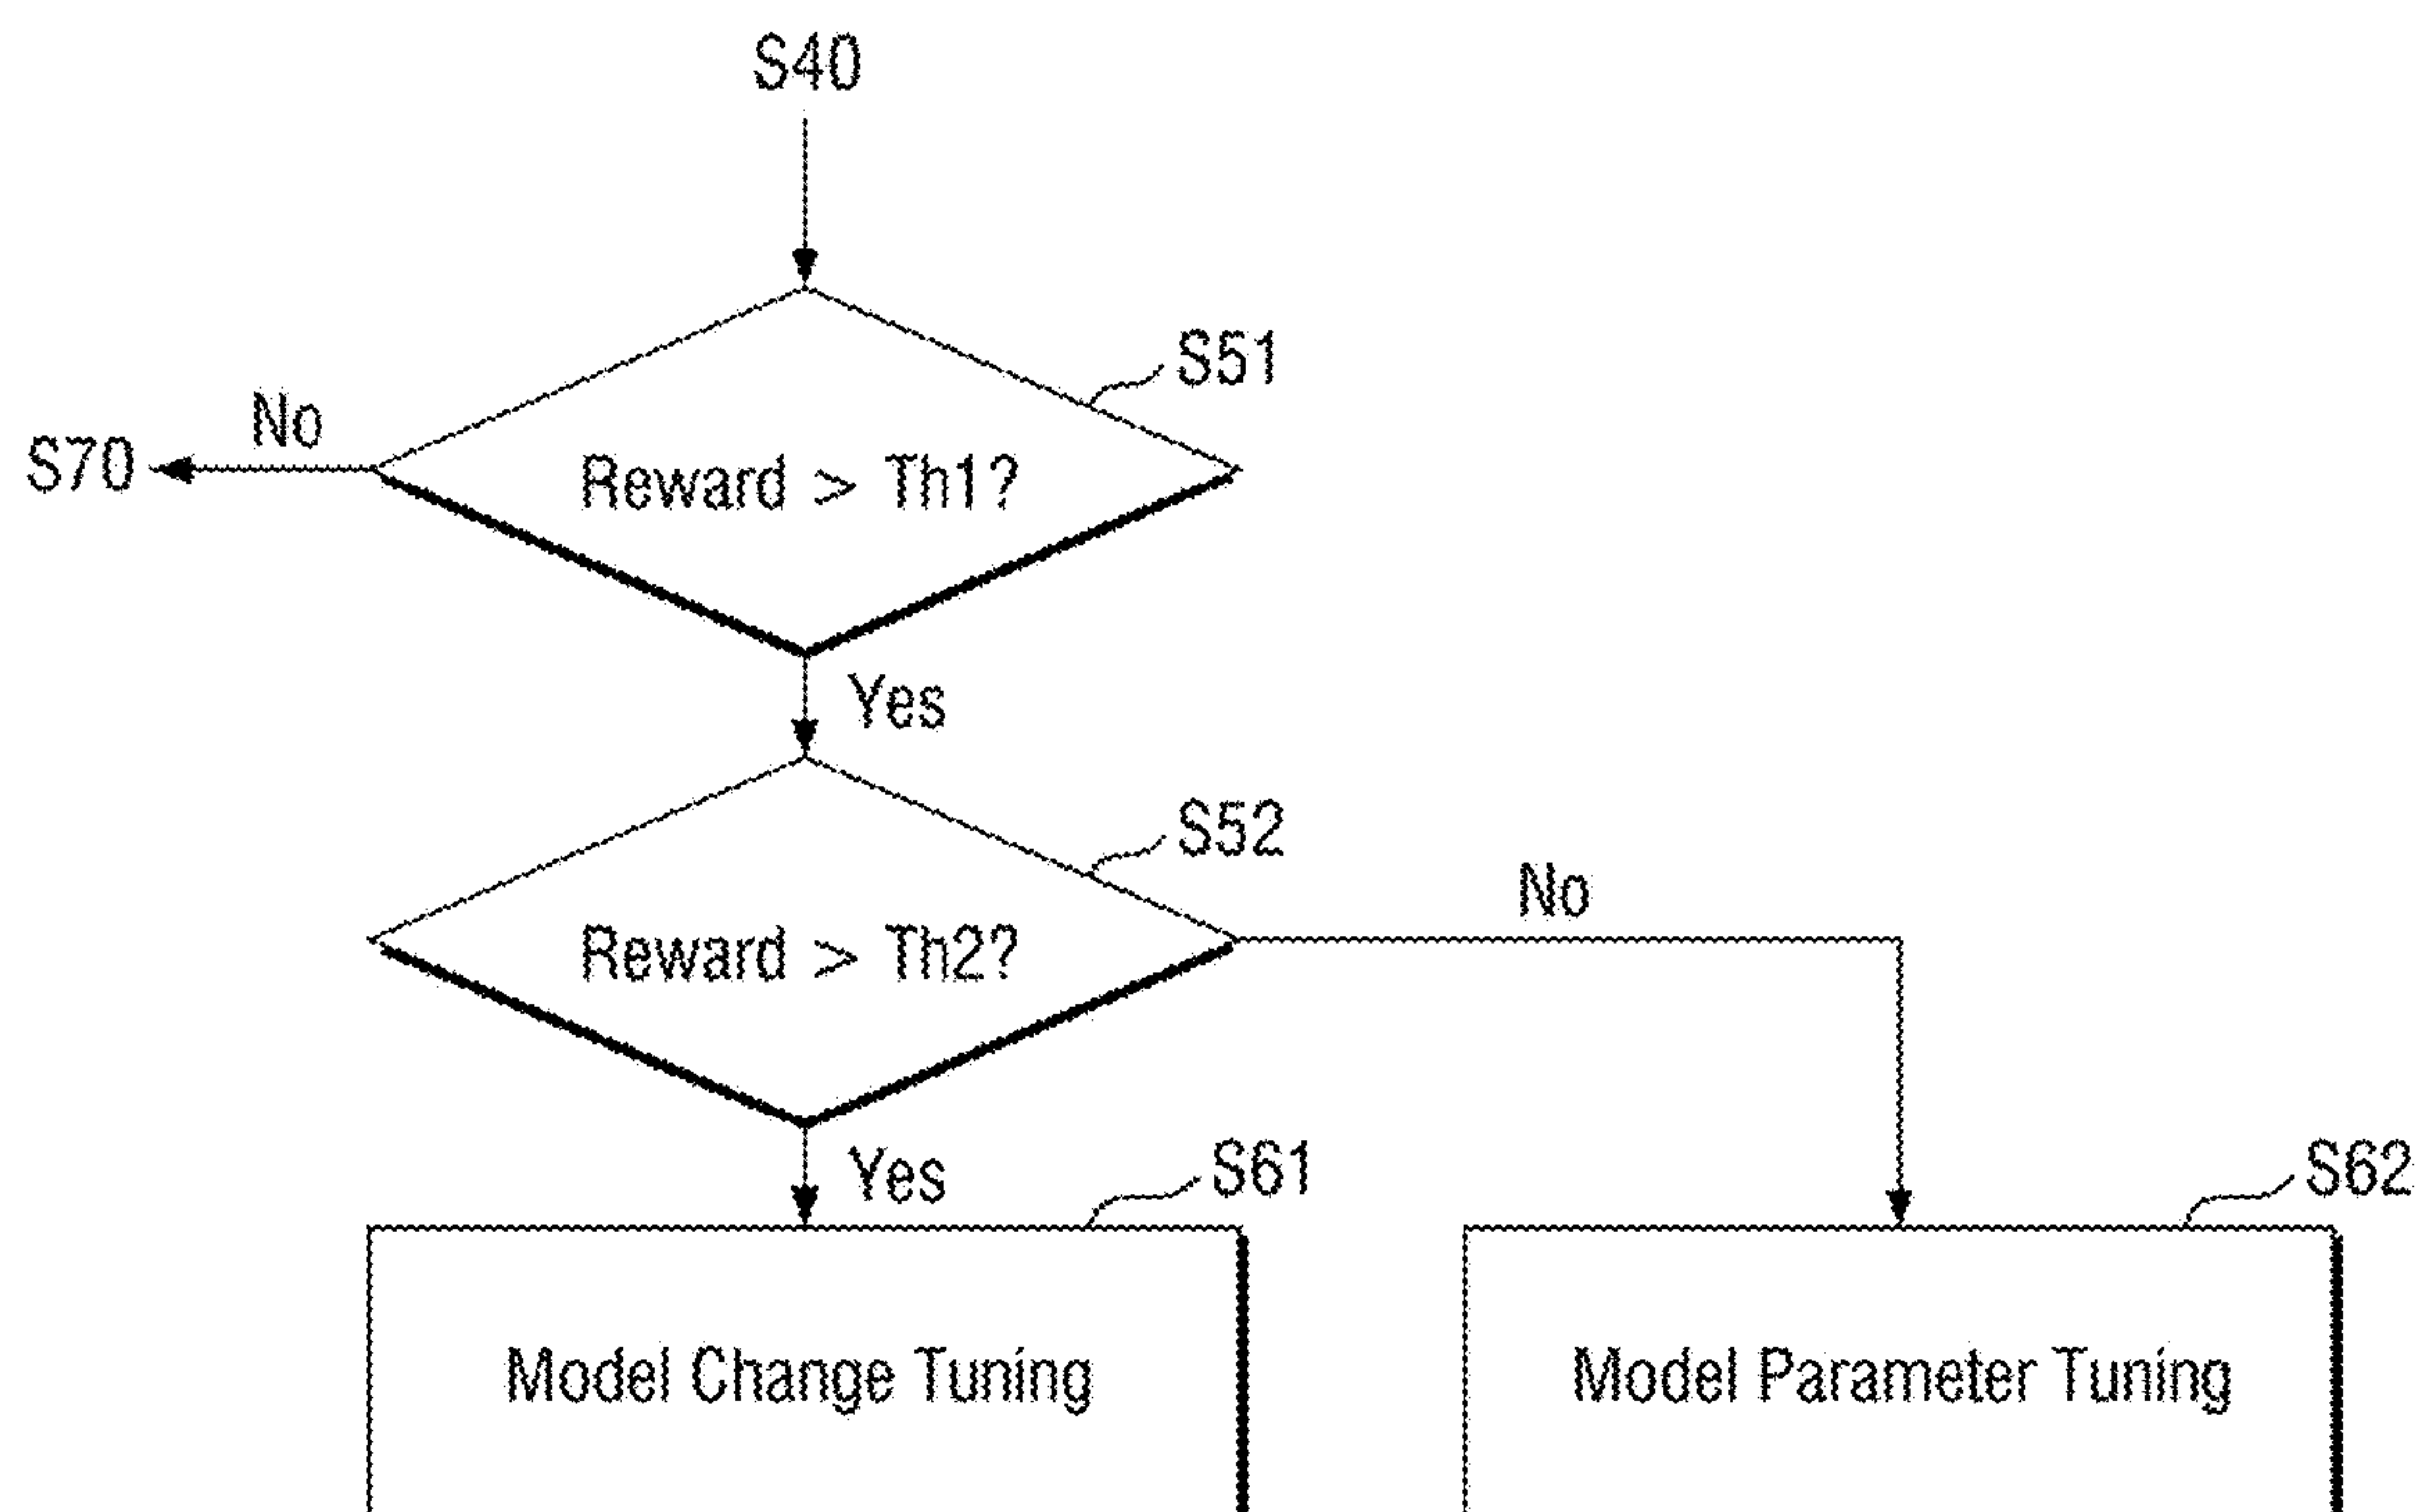 S40
S51
No
S70
Reward > Th1?
Yes
S52
No
Reward > Th2?
Yes
S61
S62
Model Change Tuning
Model Parameter Tuning